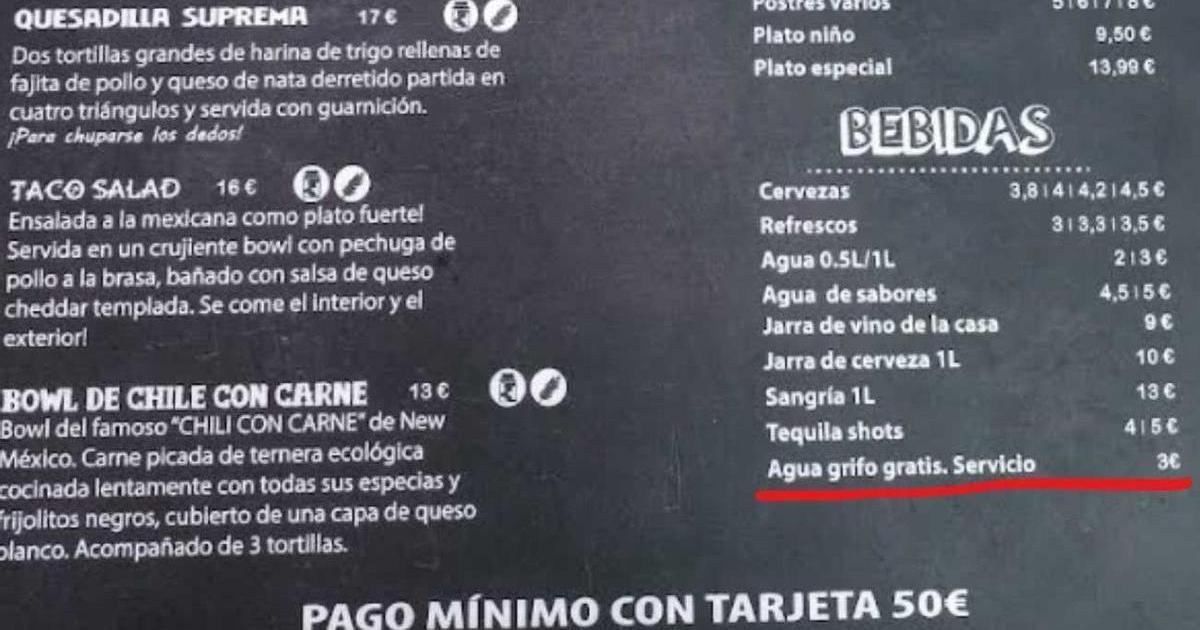 QUESADILLA SUPREMA 17€
Dos tortillas grandes de harina de trigo rellenas de
fajita de pollo y queso de nata derretido partida en
cuatro triángulos y servida con guarnición.
¡Para chuparse los dedos!
TACO SALAD 16€
Ensalada a la mexicana como plato fuerte!
Servida en un crujiente bowl con pechuga de
pollo a la brasa, bañado con salsa de queso
cheddar templada. Se come el interior y el
exterior!
BOWL DE CHILE CON CARNE 13€
Bowl del famoso "CHILI CON CARNE" de New
México. Carne picada de ternera ecológica
cocinada lentamente con todas sus especias y
frijolitos negros, cubierto de una capa de queso
blanco. Acompañado de 3 tortillas.
Postres varios 5|6|7|8€
Plato niño 9,50€
Plato especial 13,99€
BEBIDAS
Cervezas 3,8|4|4,2|4,5€
Refrescos 3|3,3|3,5€
Agua 0.5L/1L 2|3€
Agua de sabores 4,5|5€
Jarra de vino de la casa 9€
Jarra de cerveza 1L 10€
Sangría 1L 13€
Tequila shots 4|5€
Agua grifo gratis. Servicio 3€
PAGO MÍNIMO CON TARJETA 50€